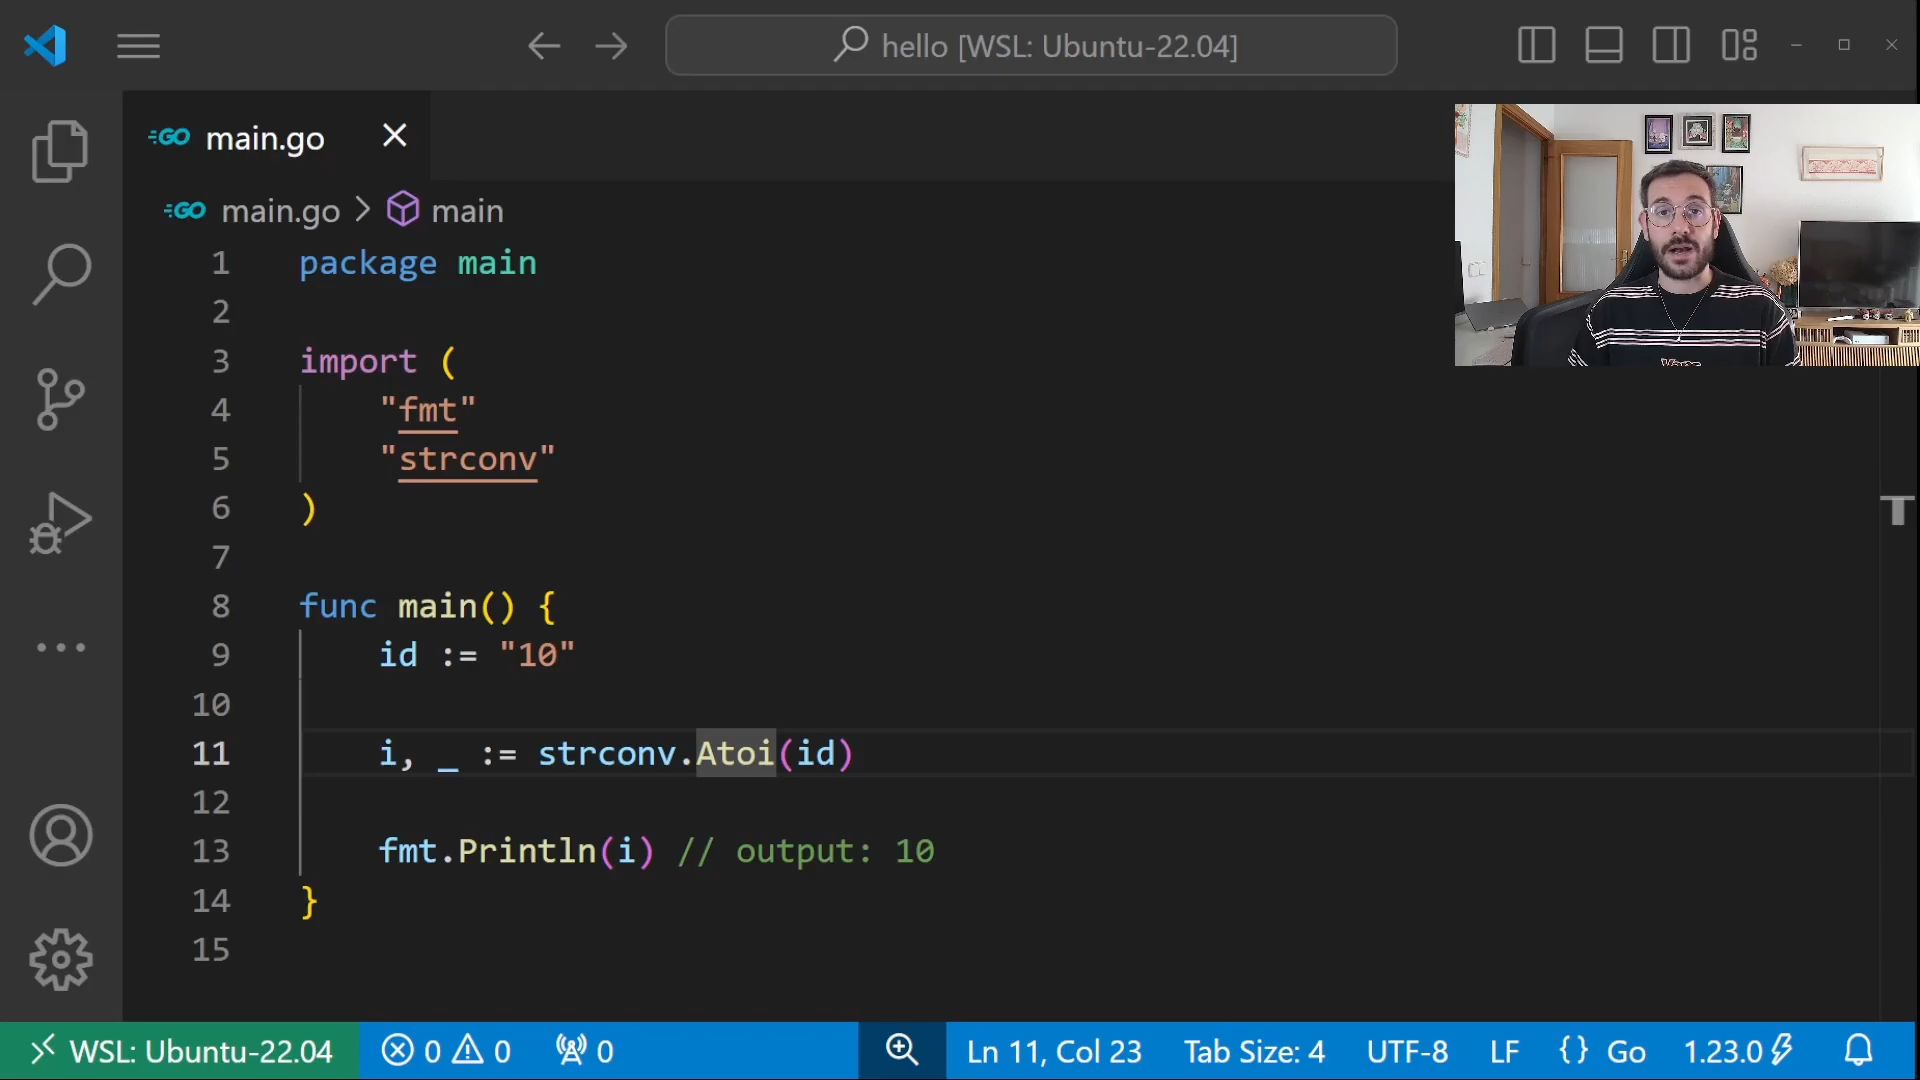 hello [WSL: Ubuntu-22.04]
GO main.go
GO main.go > main
1 package main
2
3 import (
4 "fmt"
5 "strconv"
6 )
7
8 func main() {
9 id := "10"
10
11 i, _ := strconv.Atoi(id)
12
13 fmt.Println(i) // output: 10
14 }
15
WSL: Ubuntu-22.04 0 0 0 Ln 11, Col 23 Tab Size: 4 UTF-8 LF {} Go 1.23.0